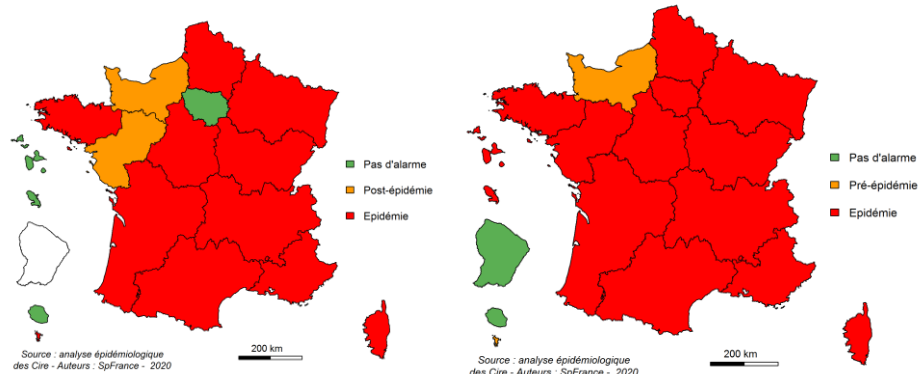 Pas d'alarme
Post-épidémie
Epidémie
200 km
Source : analyse épidémiologique
des Cire - Auteurs : SpFrance - 2020
Pas d'alarme
Pré-épidémie
Epidémie
200 km
Source : analyse épidémiologique
des Cire - Auteurs : SpFrance - 2020